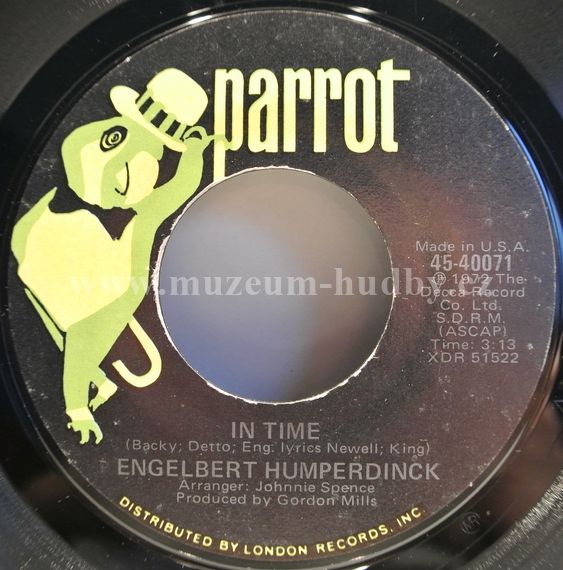 parrot
Made in U.S.A.
45-40071
℗ 1972 The
Decca Record
Co. Ltd.
S.D.R.M.
(ASCAP)
Time: 3:13
XDR 51522
www.muzeum-hudby.cz
IN TIME
(Backy; Detto; Eng. lyrics Newell; King)
ENGELBERT HUMPERDINCK
Arranger: Johnnie Spence
Produced by Gordon Mills
DISTRIBUTED BY LONDON RECORDS, INC.